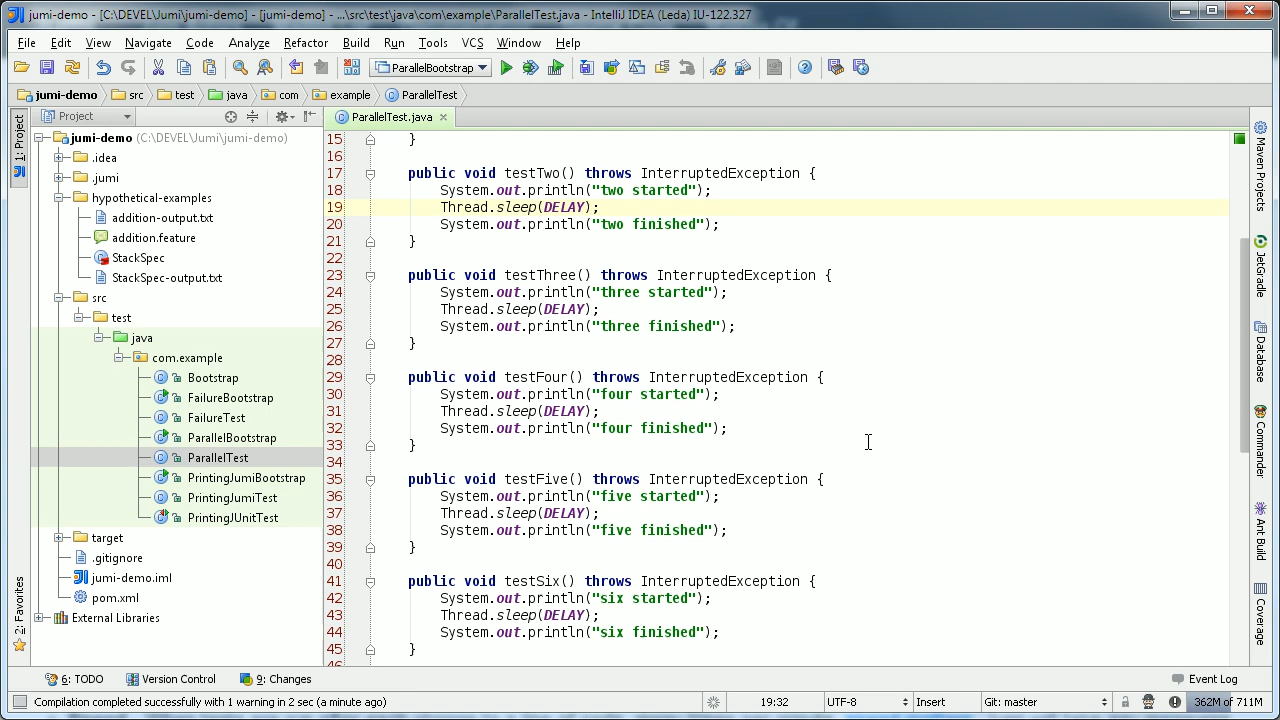 jumi-demo - [C:\DEVEL\Jumi\jumi-demo] - [jumi-demo] - ...\src\test\java\com\example\ParallelTest.java - IntelliJ IDEA (Leda) IU-122.327
File Edit View Navigate Code Analyze Refactor Build Run Tools VCS Window Help
ParallelBootstrap
jumi-demo src test java com example ParallelTest
1: Project
2: Favorites
Project
jumi-demo (C:\DEVEL\Jumi\jumi-demo)
.idea
.jumi
hypothetical-examples
addition-output.txt
addition.feature
StackSpec
StackSpec-output.txt
src
test
java
com.example
Bootstrap
FailureBootstrap
FailureTest
ParallelBootstrap
ParallelTest
PrintingJumiBootstrap
PrintingJumiTest
PrintingJUnitTest
target
.gitignore
jumi-demo.iml
pom.xml
External Libraries
ParallelTest.java
15 }
16
17 public void testTwo() throws InterruptedException {
18 System.out.println("two started");
19 Thread.sleep(DELAY);
20 System.out.println("two finished");
21 }
22
23 public void testThree() throws InterruptedException {
24 System.out.println("three started");
25 Thread.sleep(DELAY);
26 System.out.println("three finished");
27 }
28
29 public void testFour() throws InterruptedException {
30 System.out.println("four started");
31 Thread.sleep(DELAY);
32 System.out.println("four finished");
33 }
34
35 public void testFive() throws InterruptedException {
36 System.out.println("five started");
37 Thread.sleep(DELAY);
38 System.out.println("five finished");
39 }
40
41 public void testSix() throws InterruptedException {
42 System.out.println("six started");
43 Thread.sleep(DELAY);
44 System.out.println("six finished");
45 }
46
Maven Projects
JetGradle
Database
Commander
Ant Build
Coverage
6: TODO Version Control 9: Changes Event Log
Compilation completed successfully with 1 warning in 2 sec (a minute ago) 19:32 UTF-8 Insert Git: master 362M of 711M